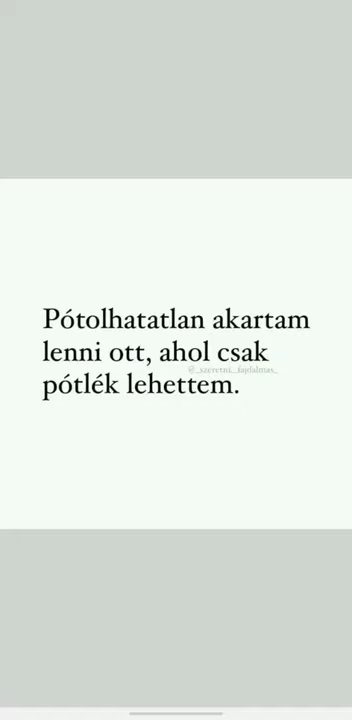 Pótolhatatlan akartam
lenni ott, ahol csak
@_szeretni_fajdalmas_
pótlék lehettem.